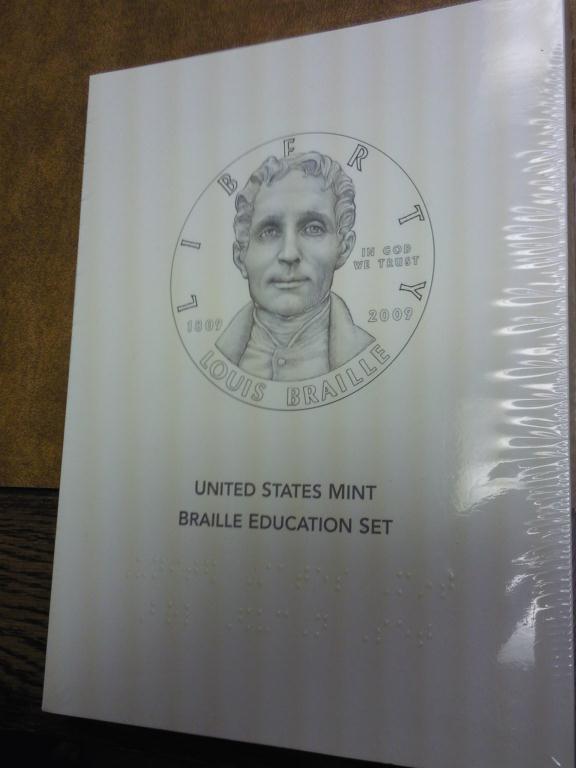 LIBERTY
IN GOD
WE TRUST
1809
2009
LOUIS BRAILLE
UNITED STATES MINT
BRAILLE EDUCATION SET